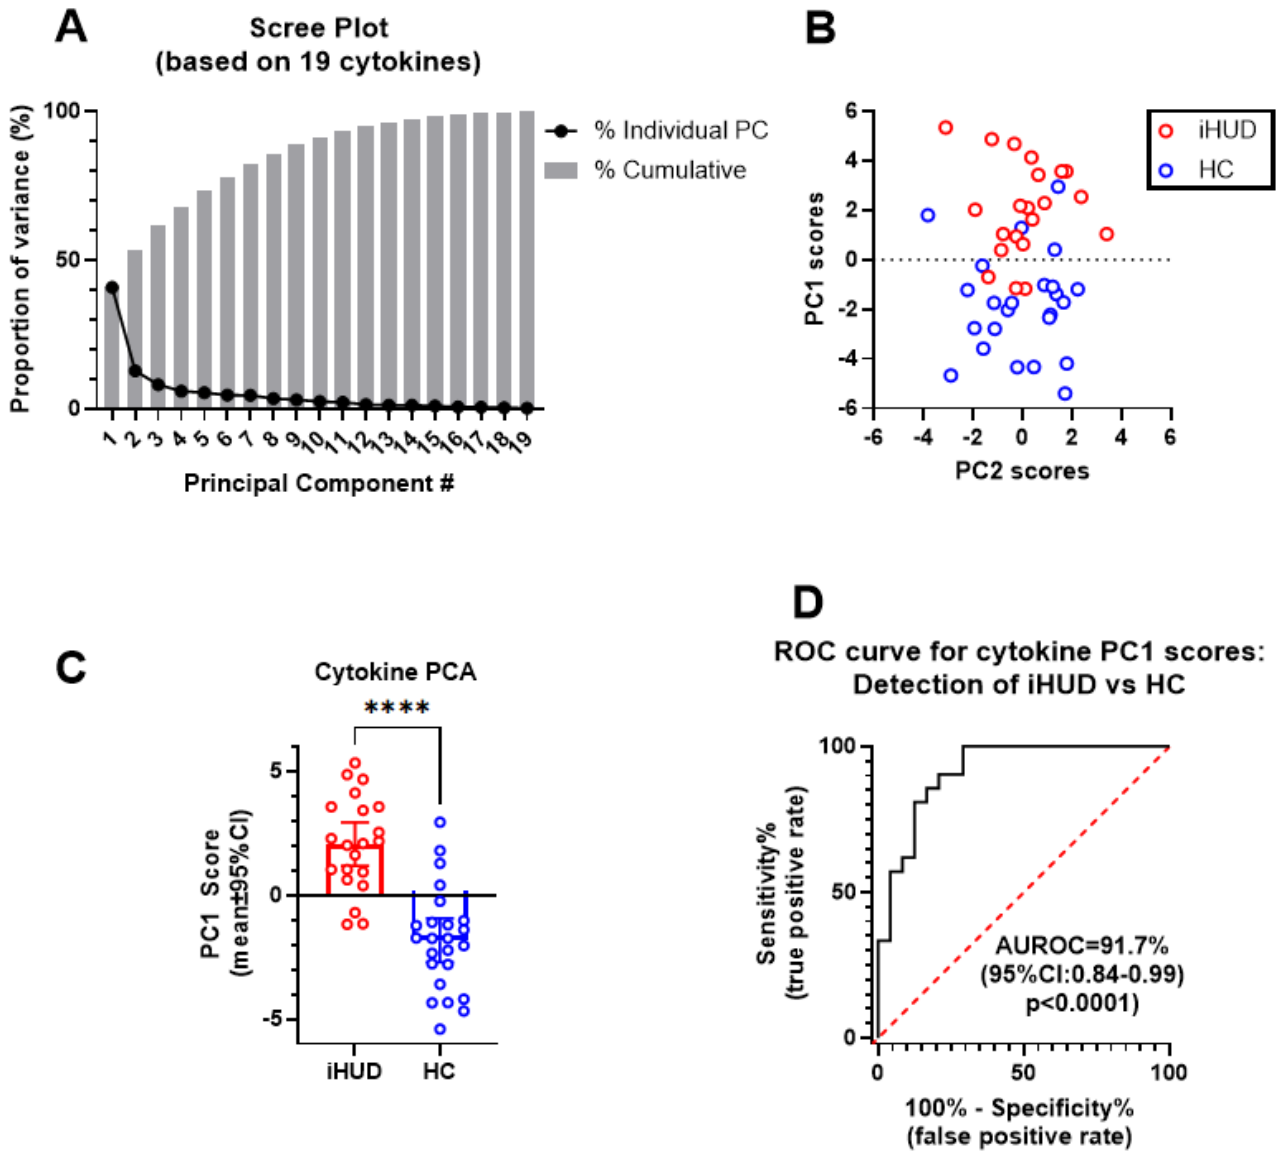 A
Scree Plot
(based on 19 cytokines)
Proportion of variance (%)
100
50
0
% Individual PC
% Cumulative
1 2 3 4 5 6 7 8 9 10 11 12 13 14 15 16 17 18 19
Principal Component #
B
PC1 scores
6
4
2
0
-2
-4
-6
-6 -4 -2 0 2 4 6
PC2 scores
iHUD
HC
C
Cytokine PCA
****
PC1 Score
(mean±95%CI)
5
0
-5
iHUD HC
D
ROC curve for cytokine PC1 scores:
Detection of iHUD vs HC
Sensitivity%
(true positive rate)
100
50
0
AUROC=91.7%
(95%CI:0.84-0.99)
p<0.0001)
0 50 100
100% - Specificity%
(false positive rate)